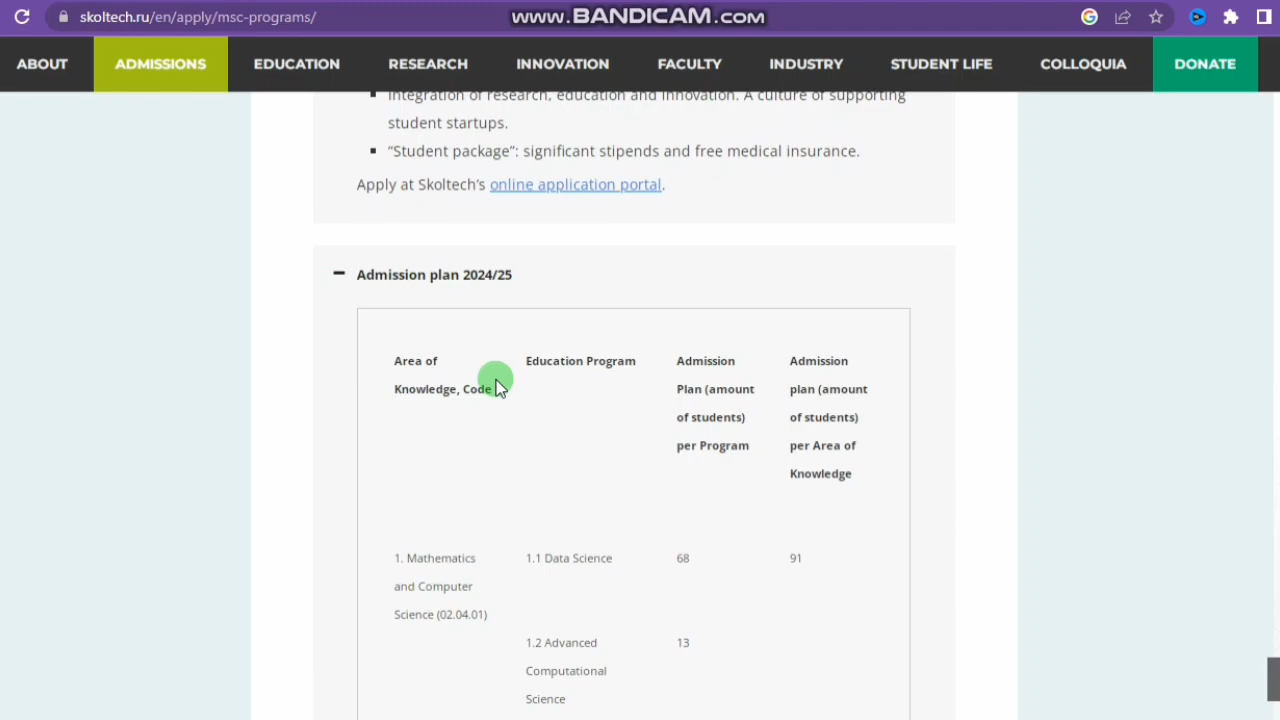 skoltech.ru/en/apply/msc-programs/
www.BANDICAM.com
ABOUT ADMISSIONS EDUCATION RESEARCH INNOVATION FACULTY INDUSTRY STUDENT LIFE COLLOQUIA DONATE
Integration of research, education and innovation. A culture of supporting
student startups.
“Student package”: significant stipends and free medical insurance.
Apply at Skoltech’s online application portal.
Admission plan 2024/25
Area of Education Program Admission Admission
Knowledge, Code Plan (amount plan (amount
of students) of students)
per Program per Area of
Knowledge
1. Mathematics 1.1 Data Science 68 91
and Computer
Science (02.04.01)
1.2 Advanced 13
Computational
Science